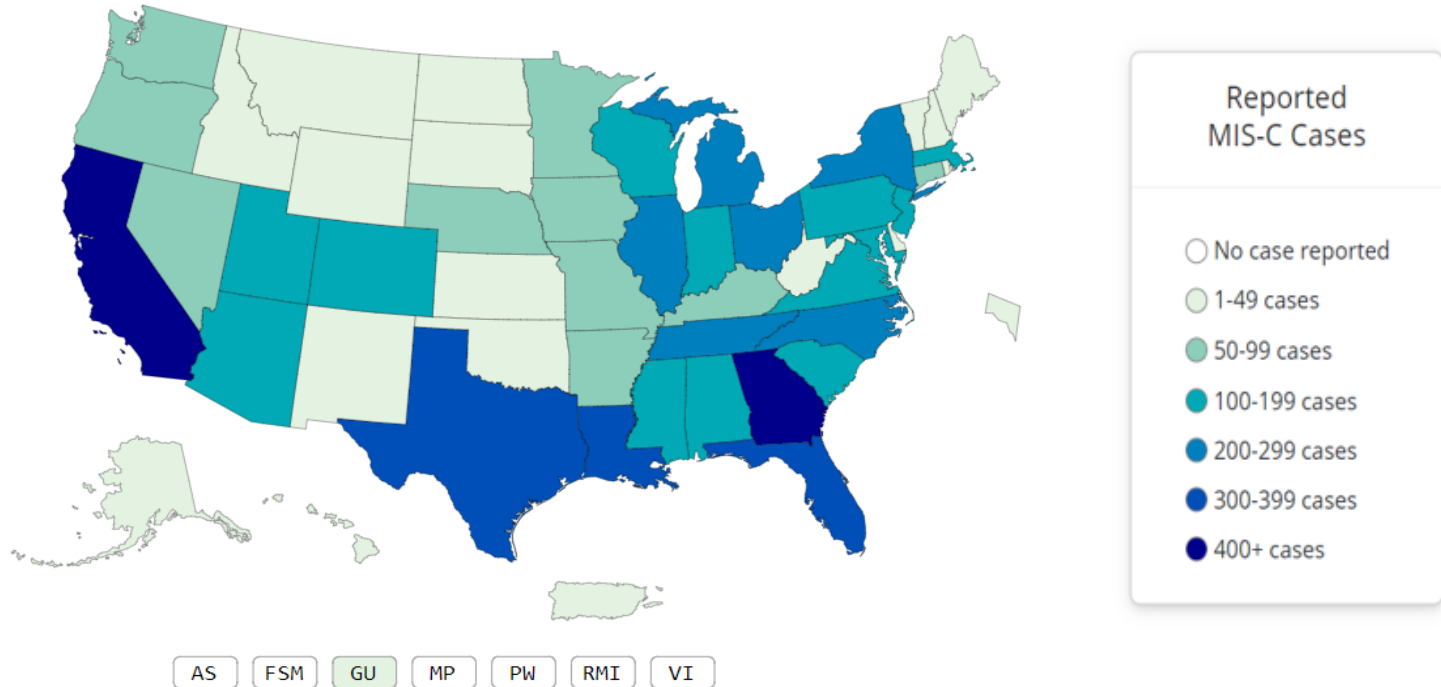 Reported
MIS-C Cases
No case reported
1-49 cases
50-99 cases
100-199 cases
200-299 cases
300-399 cases
400+ cases
AS FSM GU MP PW RMI VI